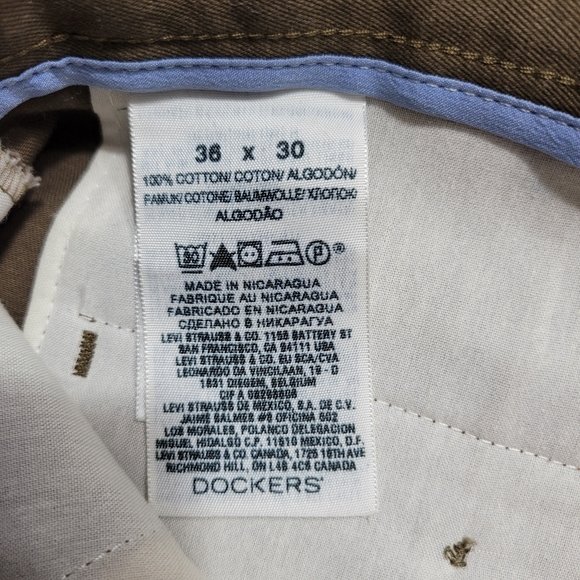 36 x 30
100% COTTON/ COTON/ ALGODÓN/
PAMUK/ COTONE/ BAUMWOLLE/ ХЛОПОК/
ALGODÃO
30
P
MADE IN NICARAGUA
FABRIQUE AU NICARAGUA
FABRICADO EN NICARAGUA
СДЕЛАНО В НИКАРАГУА
LEVI STRAUSS & CO. 1155 BATTERY ST
SAN FRANCISCO, CA 94111 USA
LEVI STRAUSS & CO. EU SCA/CVA
LEONARDO DA VINCILAAN, 19 - D
1831 DIEGEM, BELGIUM
CIF A
LEVI STRAUSS DE MEXICO, S.A. DE C.V.
JAIME BALMES #8 OFICINA 602
LOS MORALES, POLANCO DELEGACION
MIGUEL HIDALGO C.P. 11510 MEXICO, D.F.
LEVI STRAUSS & CO. CANADA, 1725 16TH AVE
RICHMOND HILL, ON L4B 4C6 CANADA
DOCKERS®